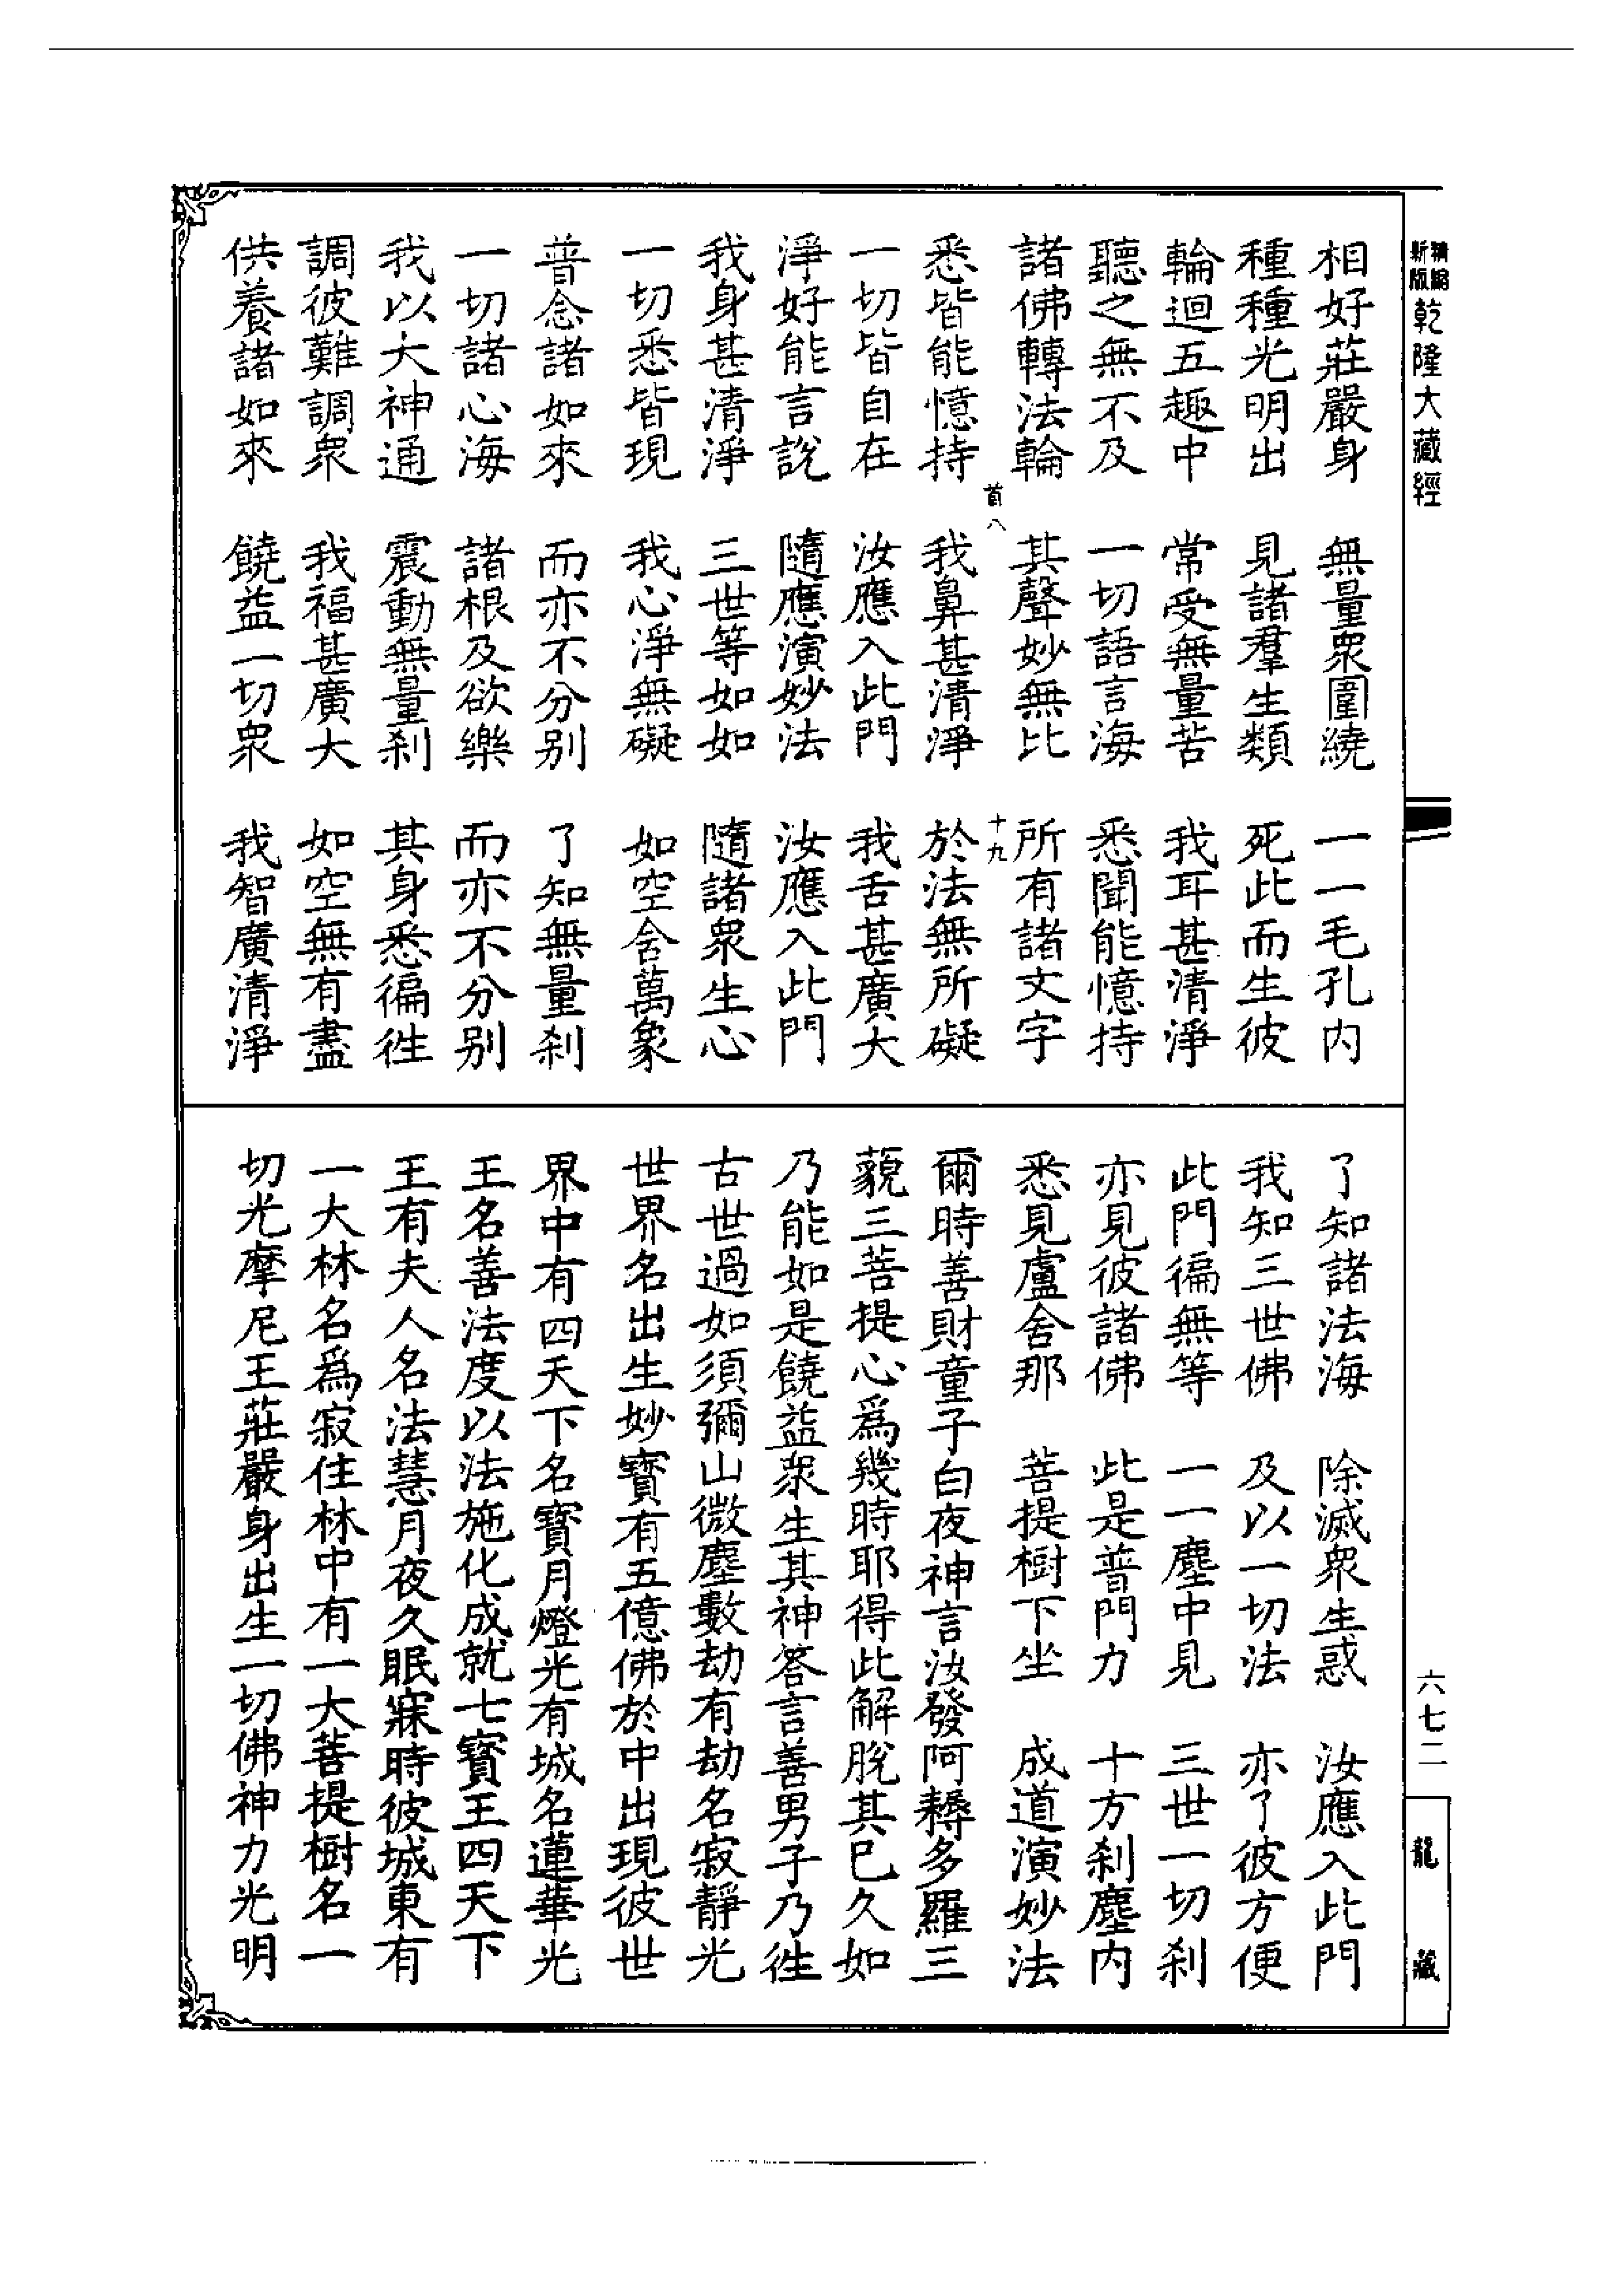 精縮新版 乾隆大藏經
相好莊嚴身 無量衆圍繞 一一毛孔內
種種光明出 見諸羣生類 死此而生彼
輪迴五趣中 常受無量苦 我耳甚清淨
聽之無不及 一切語言海 悉聞能憶持
諸佛轉法輪 其聲妙無比 所有諸文字
首八 十九
悉皆能憶持 我鼻甚清淨 於法無所礙
一切皆自在 汝應入此門 我舌甚廣大
淨好能言說 隨應演妙法 汝應入此門
我身甚清淨 三世等如如 隨諸衆生心
一切悉皆現 我心淨無礙 如空含萬象
普念諸如來 而亦不分别 了知無量刹
一切諸心海 諸根及欲樂 而亦不分别
我以大神通 震動無量刹 其身悉徧徃
調彼難調衆 我福甚廣大 如空無有盡
供養諸如來 饒益一切衆 我智廣清淨
了知諸法海 除滅衆生惑 汝應入此門
我知三世佛 及以一切法 亦了彼方便
此門徧無等 一一塵中見 三世一切刹
亦見彼諸佛 此是普門力 十方刹塵內
悉見盧舍那 菩提樹下坐 成道演妙法
爾時善財童子白夜神言汝發阿耨多羅三
藐三菩提心爲幾時耶得此解脫其已久如
乃能如是饒益衆生其神答言善男子乃徃
古世過如須彌山微塵數劫有劫名寂靜光
世界名出生妙寳有五億佛於中出現彼世
界中有四天下名寳月燈光有城名蓮華光
王名善法度以法施化成就七寳王四天下
王有夫人名法慧月夜久眠寐時彼城東有
一大林名爲寂住林中有一大菩提樹名一
切光摩尼王莊嚴身出生一切佛神力光明
六七二
龍藏